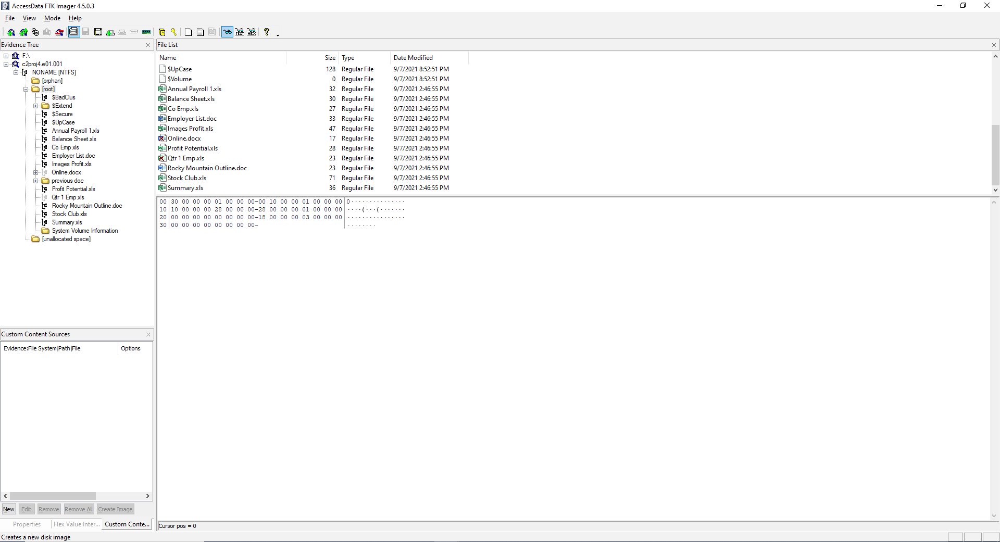 AccessData FTK Imager 4.5.0.3
File View Mode Help
Evidence Tree
F:\
c2proj4.e01.001
NONAME [NTFS]
[orphan]
[root]
$BadClus
$Extend
$Secure
$UpCase
Annual Payroll 1.xls
Balance Sheet.xls
Co Emp.xls
Employer List.doc
Images Profit.xls
Online.docx
previous doc
Profit Potential.xls
Qtr 1 Emp.xls
Rocky Mountain Outline.doc
Stock Club.xls
Summary.xls
System Volume Information
[unallocated space]
File List
Name Size Type Date Modified
$UpCase 128 Regular File 9/7/2021 8:52:51 PM
$Volume 0 Regular File 9/7/2021 8:52:51 PM
Annual Payroll 1.xls 32 Regular File 9/7/2021 2:46:55 PM
Balance Sheet.xls 30 Regular File 9/7/2021 2:46:55 PM
Co Emp.xls 27 Regular File 9/7/2021 2:46:55 PM
Employer List.doc 33 Regular File 9/7/2021 2:46:55 PM
Images Profit.xls 47 Regular File 9/7/2021 2:46:55 PM
Online.docx 17 Regular File 9/7/2021 2:46:55 PM
Profit Potential.xls 28 Regular File 9/7/2021 2:46:55 PM
Qtr 1 Emp.xls 23 Regular File 9/7/2021 2:46:55 PM
Rocky Mountain Outline.doc 23 Regular File 9/7/2021 2:46:55 PM
Stock Club.xls 71 Regular File 9/7/2021 2:46:55 PM
Summary.xls 36 Regular File 9/7/2021 2:46:55 PM
00 30 00 00 00 01 00 00 00-00 10 00 00 01 00 00 00 0···············
10 10 00 00 00 28 00 00 00-28 00 00 00 01 00 00 00 ····(···(·······
20 00 00 00 00 00 00 00 00-18 00 00 00 03 00 00 00 ················
30 00 00 00 00 00 00 00 00- ········
Custom Content Sources
Evidence:File System|Path|File Options
New Edit Remove Remove All Create Image
Properties Hex Value Inter... Custom Conte...
Cursor pos = 0
Creates a new disk image